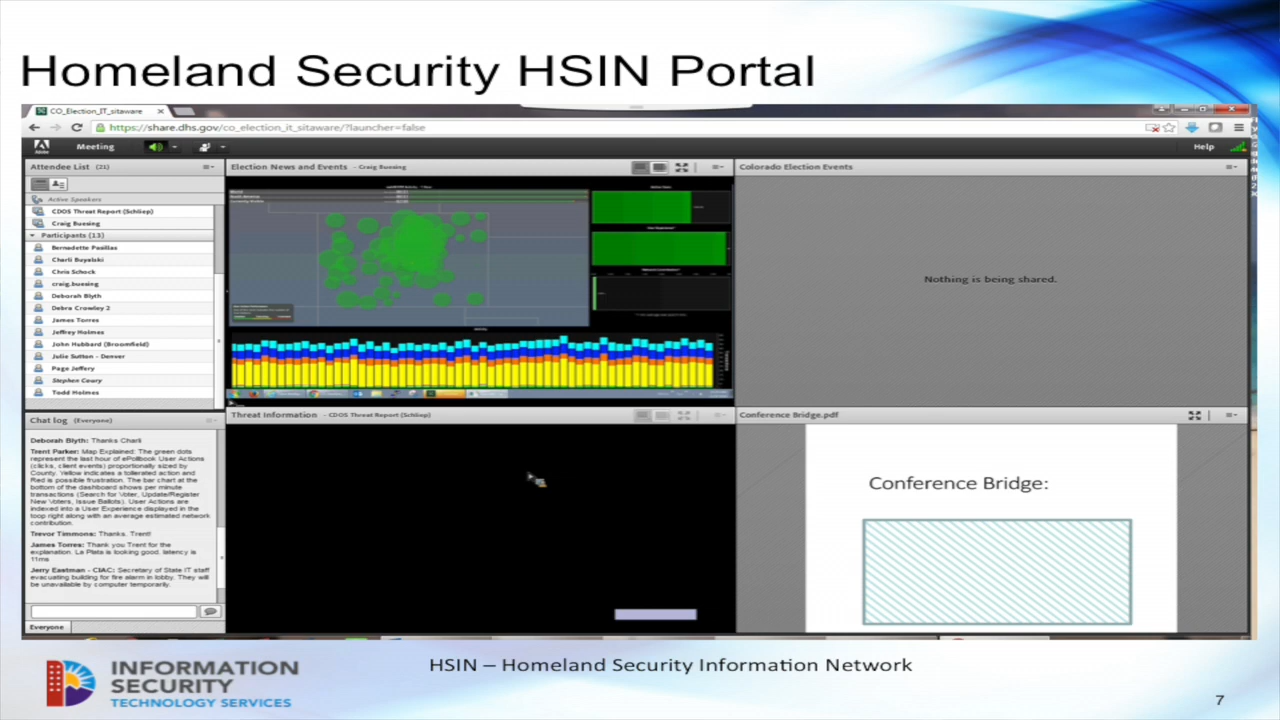 Homeland Security HSIN Portal
CO_Election_IT_sitaware
https://share.dhs.gov/co_election_it_sitaware/?launcher=false
Adobe
Meeting
Help
Attendee List (21)
Active Speakers
CDOS Threat Report (Schliep)
Craig Buesing
Participants (13)
Bernadette Pasillas
Charli Buyalski
Chris Schock
craig.buesing
Deborah Blyth
Debra Crowley 2
James Torres
Jeffrey Holmes
John Hubbard (Broomfield)
Julie Sutton - Denver
Page Jeffery
Stephen Coury
Todd Holmes
Chat log (Everyone)
Deborah Blyth: Thanks Charli
Trent Parker: Map Explained: The green dots
represent the last hour of ePollbook User Actions
(clicks, client events) proportionally sized by
County. Yellow indicates a tollerated action and
Red is possible frustration. The bar chart at the
bottom of the dashboard shows per minute
transactions (Search for Voter, Update/Register
New Voters, Issue Ballots). User Actions are
indexed into a User Experience displayed in the
loop right along with an average estimated network
contribution.
Trevor Timmons: Thanks, Trent!
James Torres: Thank you Trent for the
explanation. La Plata is looking good. latency is
11ms
Jerry Eastman - CIAC: Secretary of State IT staff
evacuating building for fire alarm in lobby. They will
be unavailable by computer temporarily.
Everyone
Election News and Events - Craig Buesing
Colorado Election Events
Nothing is being shared.
Threat Information - CDOS Threat Report (Schliep)
Conference Bridge.pdf
Conference Bridge:
INFORMATION
SECURITY
TECHNOLOGY SERVICES
HSIN – Homeland Security Information Network
7